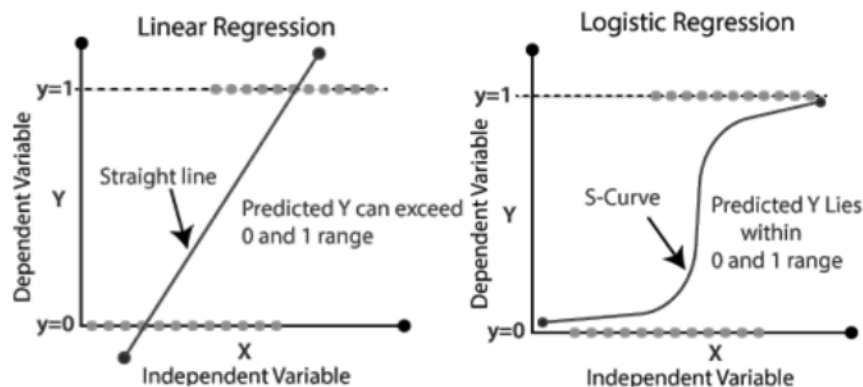 Linear Regression
y=1
Dependent Variable
Y
Straight line
Predicted Y can exceed
0 and 1 range
y=0
X
Independent Variable
Logistic Regression
y=1
Dependent Variable
Y
S-Curve
Predicted Y Lies
within
0 and 1 range
y=0
X
Independent Variable